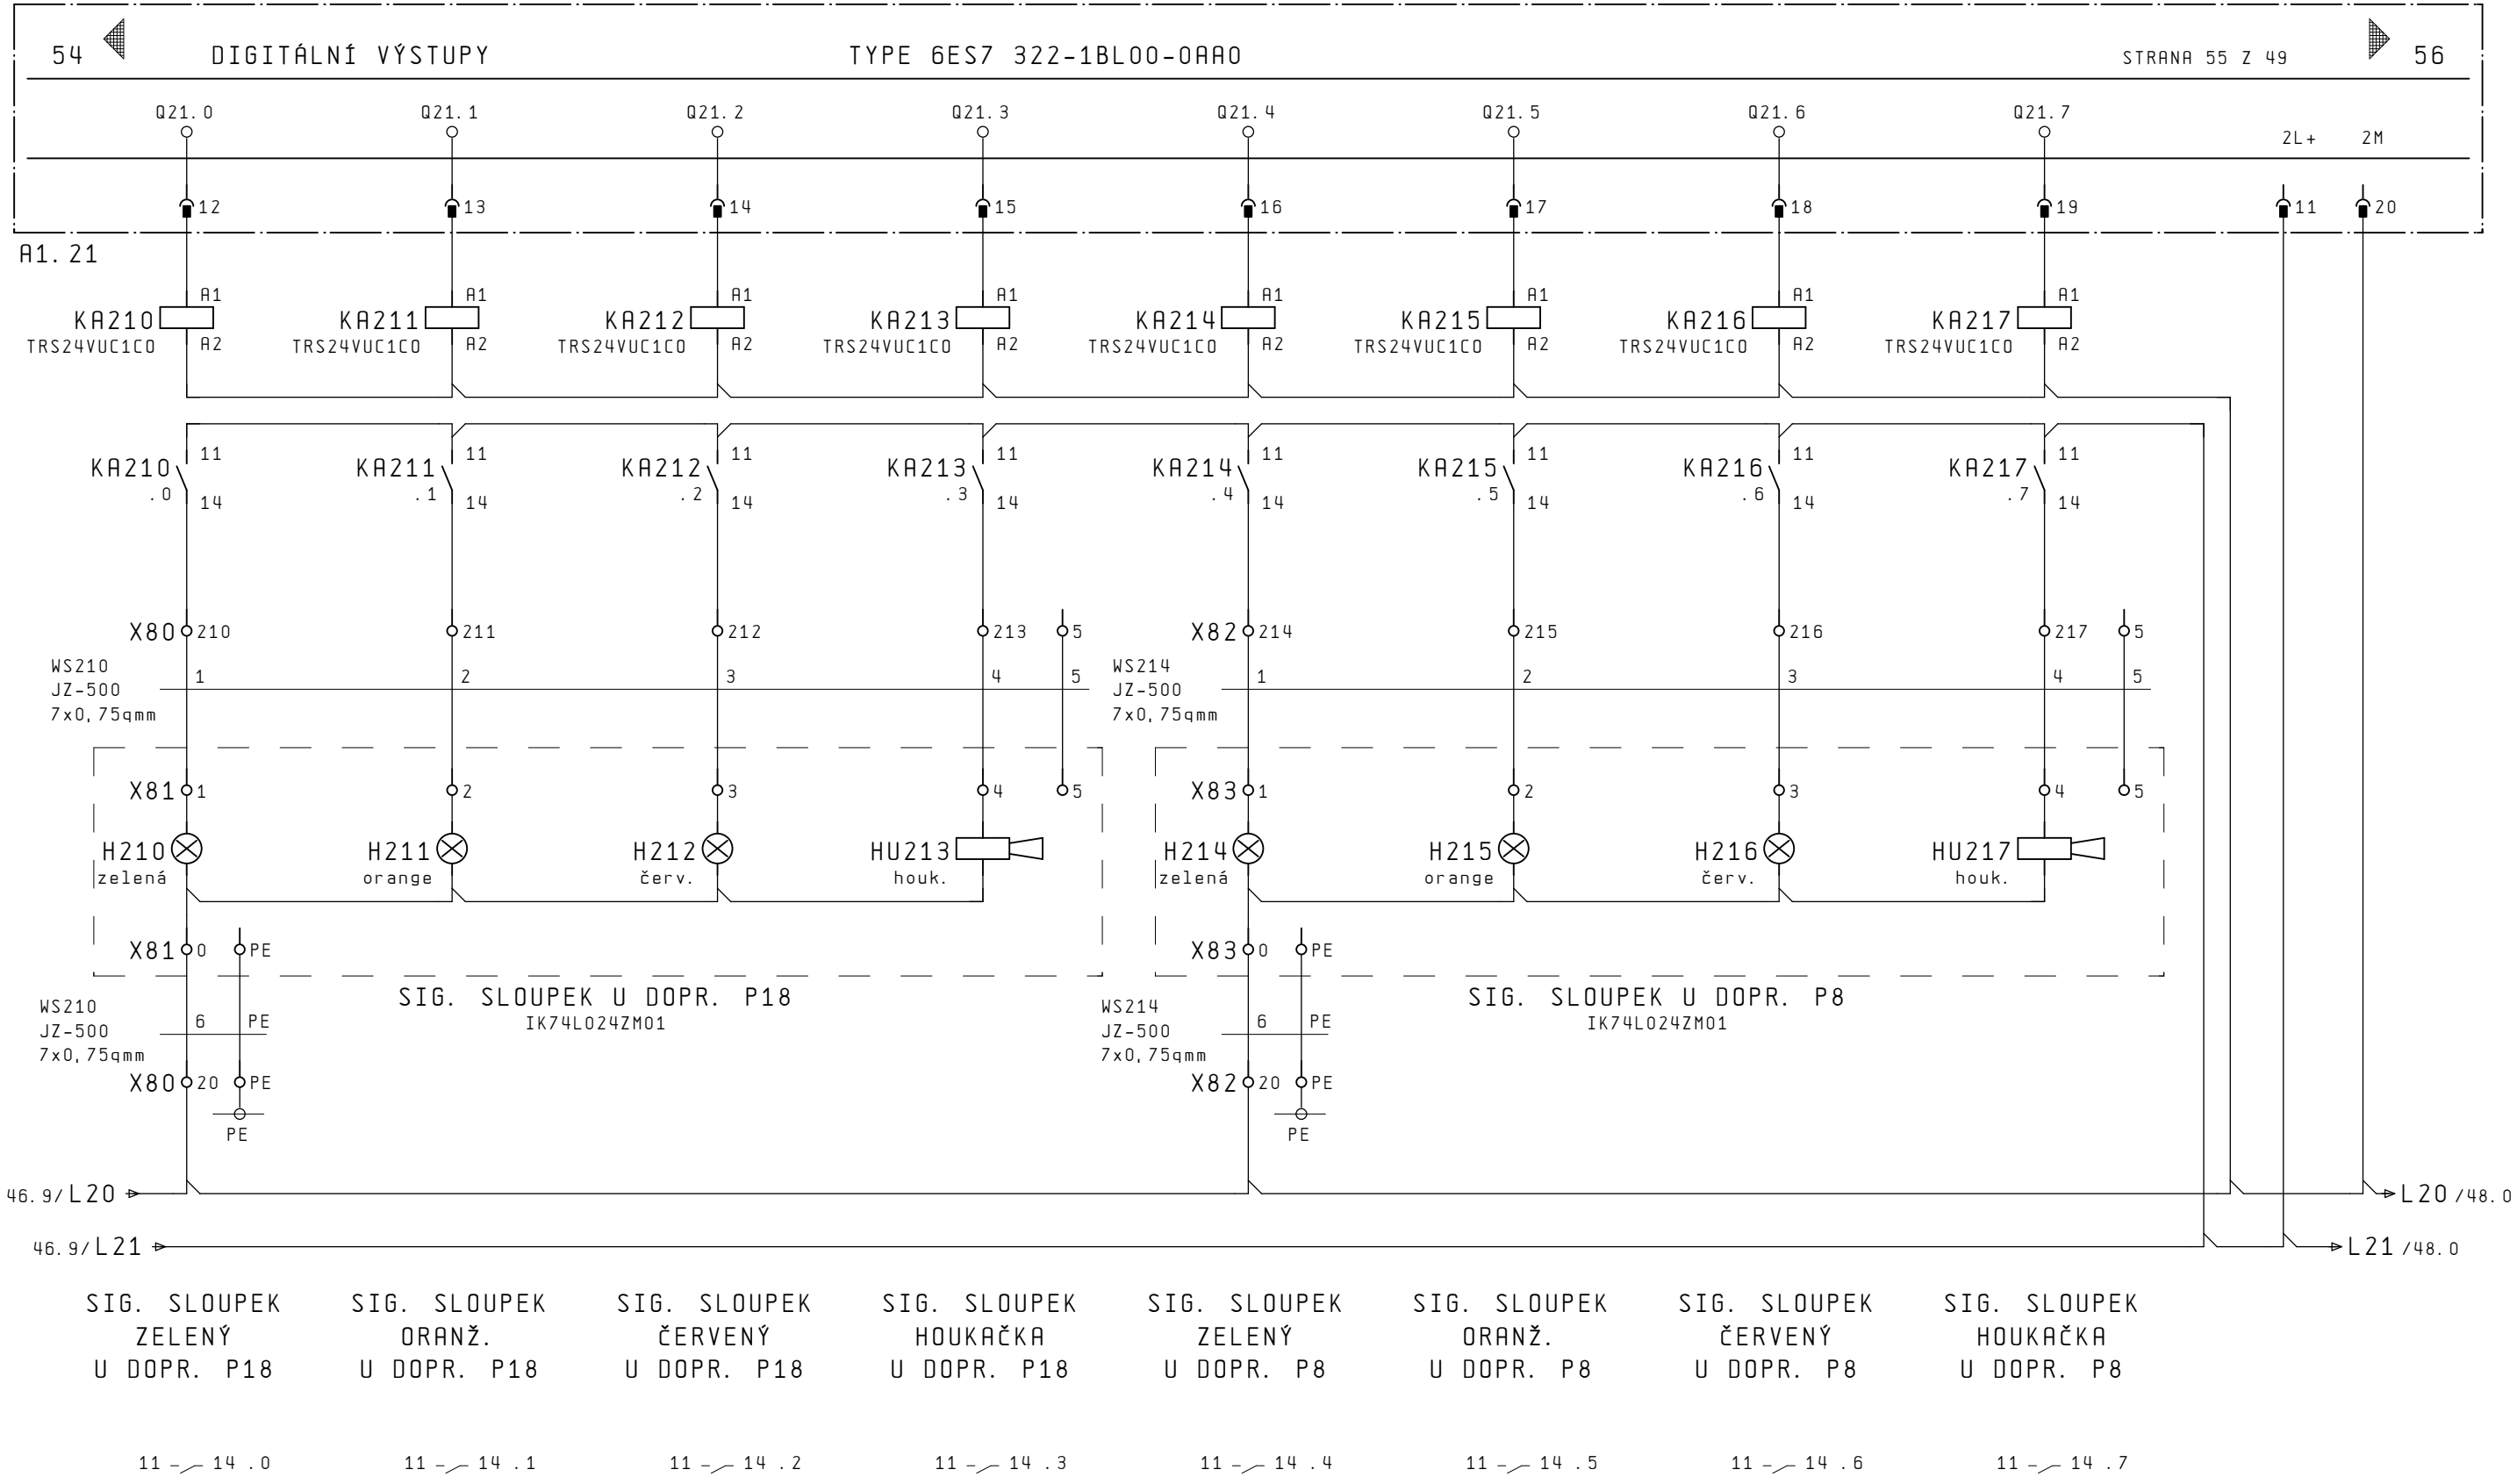 54 DIGITÁLNÍ VÝSTUPY TYPE 6ES7 322-1BL00-0AA0 STRANA 55 Z 49 56
Q21.0 Q21.1 Q21.2 Q21.3 Q21.4 Q21.5 Q21.6 Q21.7
2L+ 2M
12 13 14 15 16 17 18 19 11 20
A1.21
A1 A1 A1 A1 A1 A1 A1 A1
KA210 KA211 KA212 KA213 KA214 KA215 KA216 KA217
TRS24VUC1CO A2 TRS24VUC1CO A2 TRS24VUC1CO A2 TRS24VUC1CO A2 TRS24VUC1CO A2 TRS24VUC1CO A2 TRS24VUC1CO A2 TRS24VUC1CO A2
11 11 11 11 11 11 11 11
KA210 KA211 KA212 KA213 KA214 KA215 KA216 KA217
.0 .1 .2 .3 .4 .5 .6 .7
14 14 14 14 14 14 14 14
X80 210 211 212 213 5 X82 214 215 216 217 5
WS210 WS214
1 2 3 4 5 1 2 3 4 5
JZ-500 JZ-500
7x0,75qmm 7x0,75qmm
X81 1 2 3 4 5 X83 1 2 3 4 5
H210 H211 H212 HU213 H214 H215 H216 HU217
zelená orange červ. houk. zelená orange červ. houk.
X81 0 PE X83 0 PE
SIG. SLOUPEK U DOPR. P18 SIG. SLOUPEK U DOPR. P8
WS210 WS214
IK74L024ZM01 IK74L024ZM01
6 PE 6 PE
JZ-500 JZ-500
7x0,75qmm 7x0,75qmm
X80 20 PE X82 20 PE
PE PE
46.9/L20 L20/48.0
46.9/L21 L21/48.0
SIG. SLOUPEK SIG. SLOUPEK SIG. SLOUPEK SIG. SLOUPEK SIG. SLOUPEK SIG. SLOUPEK SIG. SLOUPEK SIG. SLOUPEK
ZELENÝ ORANŽ. ČERVENÝ HOUKAČKA ZELENÝ ORANŽ. ČERVENÝ HOUKAČKA
U DOPR. P18 U DOPR. P18 U DOPR. P18 U DOPR. P18 U DOPR. P8 U DOPR. P8 U DOPR. P8 U DOPR. P8
11 14 .0 11 14 .1 11 14 .2 11 14 .3 11 14 .4 11 14 .5 11 14 .6 11 14 .7